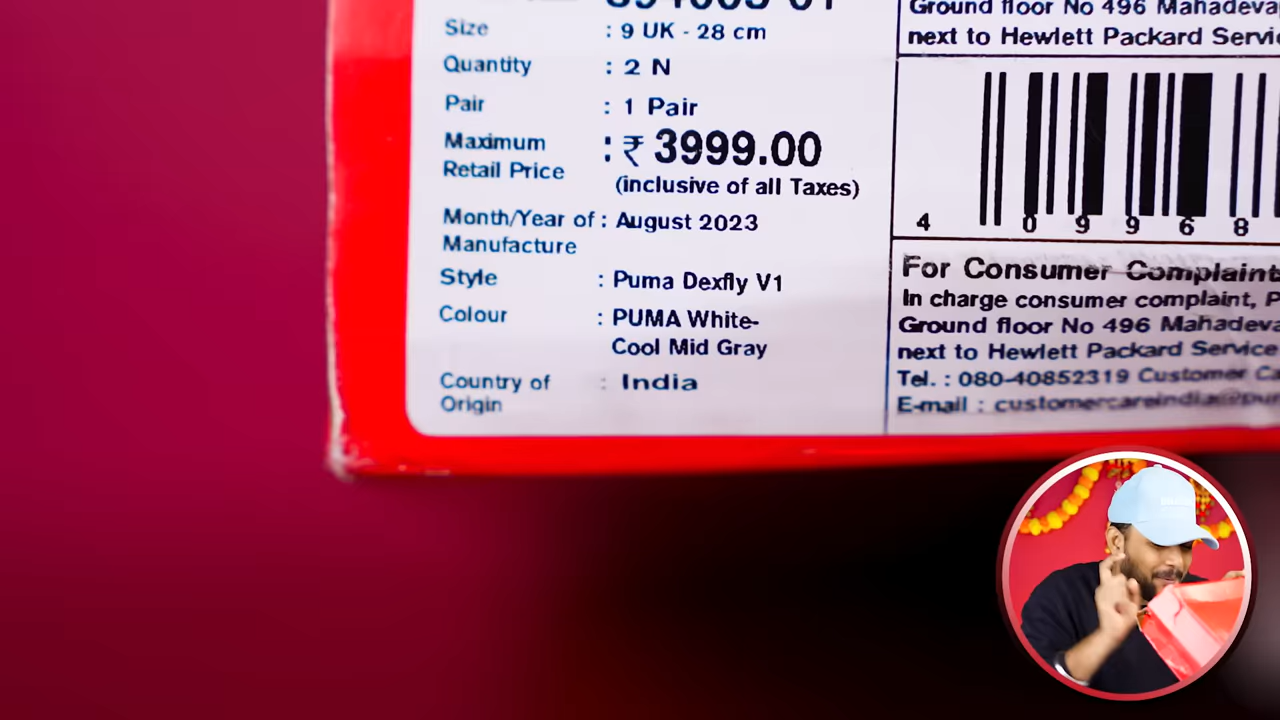 Size : 9 UK - 28 cm
Quantity : 2 N
Pair : 1 Pair
Maximum Retail Price : ₹ 3999.00
(inclusive of all Taxes)
Month/Year of Manufacture : August 2023
Style : Puma Dexfly V1
Colour : PUMA White-
Cool Mid Gray
Country of Origin : India
Ground floor No 496 Mahadeva
next to Hewlett Packard Servi
4 0 9 9 6 8
For Consumer Complaint
In charge consumer complaint, P
Ground floor No 496 Mahadeva
next to Hewlett Packard Service
Tel. : 080-40852319 Customer Ca
E-mail : customercareindia@pu